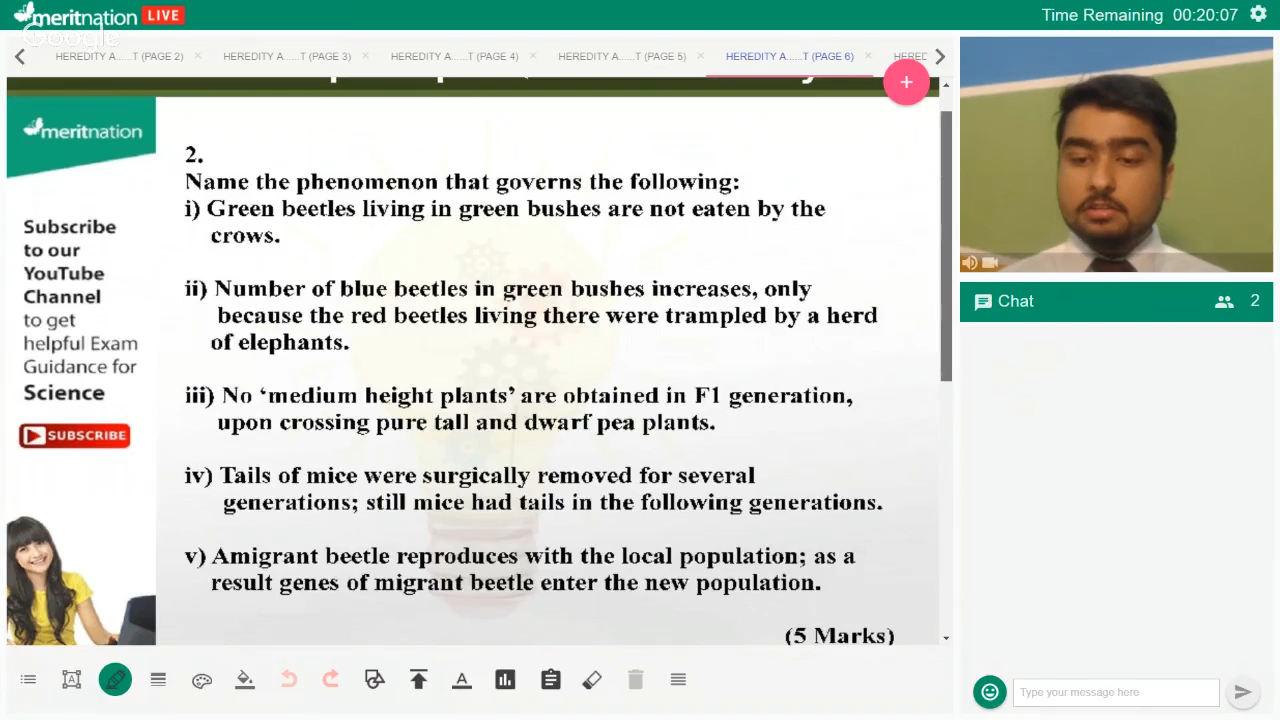 meritnation LIVE
Google
Time Remaining 00:20:07
HEREDITY A......T (PAGE 2) × HEREDITY A......T (PAGE 3) × HEREDITY A......T (PAGE 4) × HEREDITY A......T (PAGE 5) × HEREDITY A......T (PAGE 6) × HERED
meritnation
Subscribe
to our
YouTube
Channel
to get
helpful Exam
Guidance for
Science
SUBSCRIBE
2.
Name the phenomenon that governs the following:
i) Green beetles living in green bushes are not eaten by the
crows.
ii) Number of blue beetles in green bushes increases, only
because the red beetles living there were trampled by a herd
of elephants.
iii) No ‘medium height plants’ are obtained in F1 generation,
upon crossing pure tall and dwarf pea plants.
iv) Tails of mice were surgically removed for several
generations; still mice had tails in the following generations.
v) Amigrant beetle reproduces with the local population; as a
result genes of migrant beetle enter the new population.
(5 Marks)
Chat 2
Type your message here